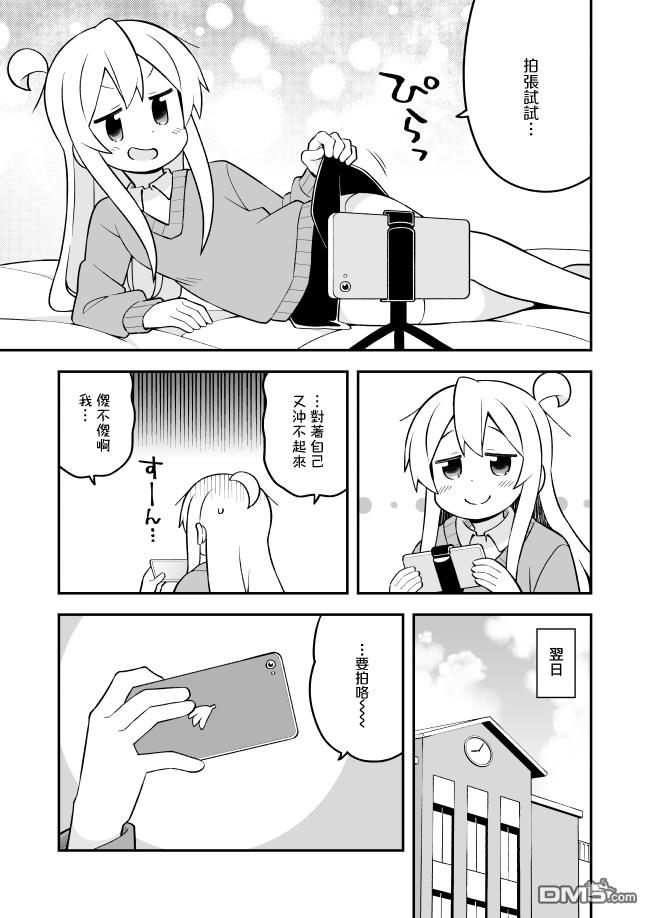 拍張試試…
ぴらっ
…對著自己
又沖不起來
傻不傻啊
我…
すーん…
翌日
…要拍咯~~~
DM5.com